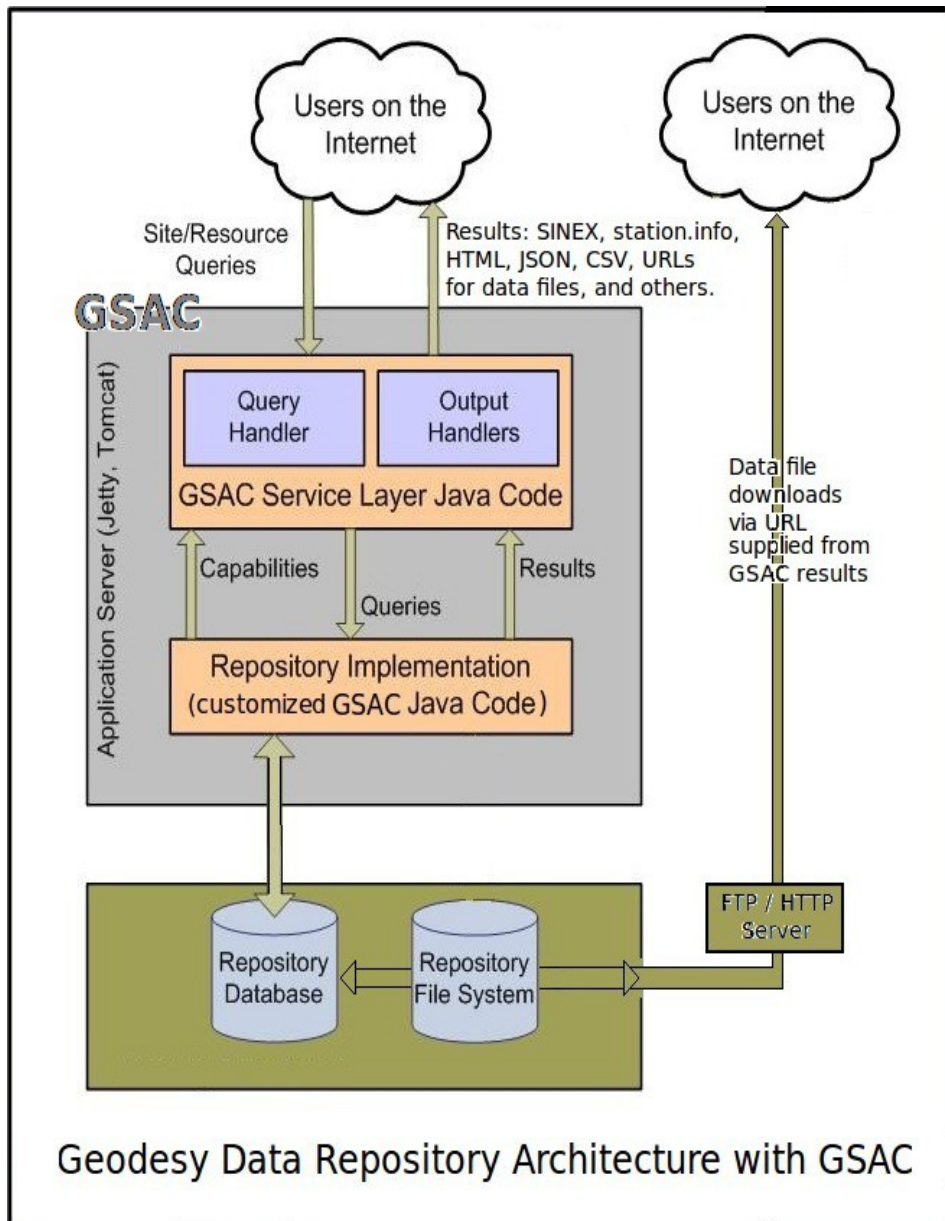 Users on the
Internet
Users on the
Internet
Site/Resource
Queries
Results: SINEX, station.info,
HTML, JSON, CSV, URLs
for data files, and others.
GSAC
Application Server (Jetty, Tomcat)
Query
Handler
Output
Handlers
GSAC Service Layer Java Code
Data file
downloads
via URL
supplied from
GSAC results
Capabilities
Queries
Results
Repository Implementation
(customized GSAC Java Code)
FTP / HTTP
Server
Repository
Database
Repository
File System
Geodesy Data Repository Architecture with GSAC